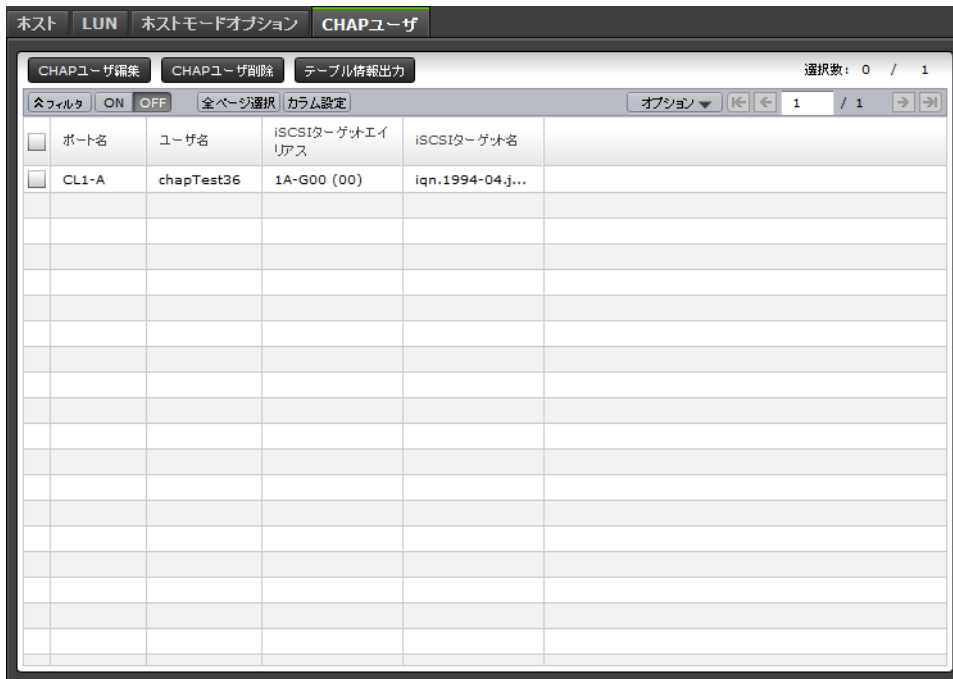 ホスト LUN ホストモードオプション CHAPユーザ
CHAPユーザ編集 CHAPユーザ削除 テーブル情報出力 選択数: 0 / 1
フィルタ ON OFF 全ページ選択 カラム設定 オプション 1 / 1
ポート名 ユーザ名 iSCSIターゲットエイ
リアス iSCSIターゲット名
CL1-A chapTest36 1A-G00 (00) iqn.1994-04.j...